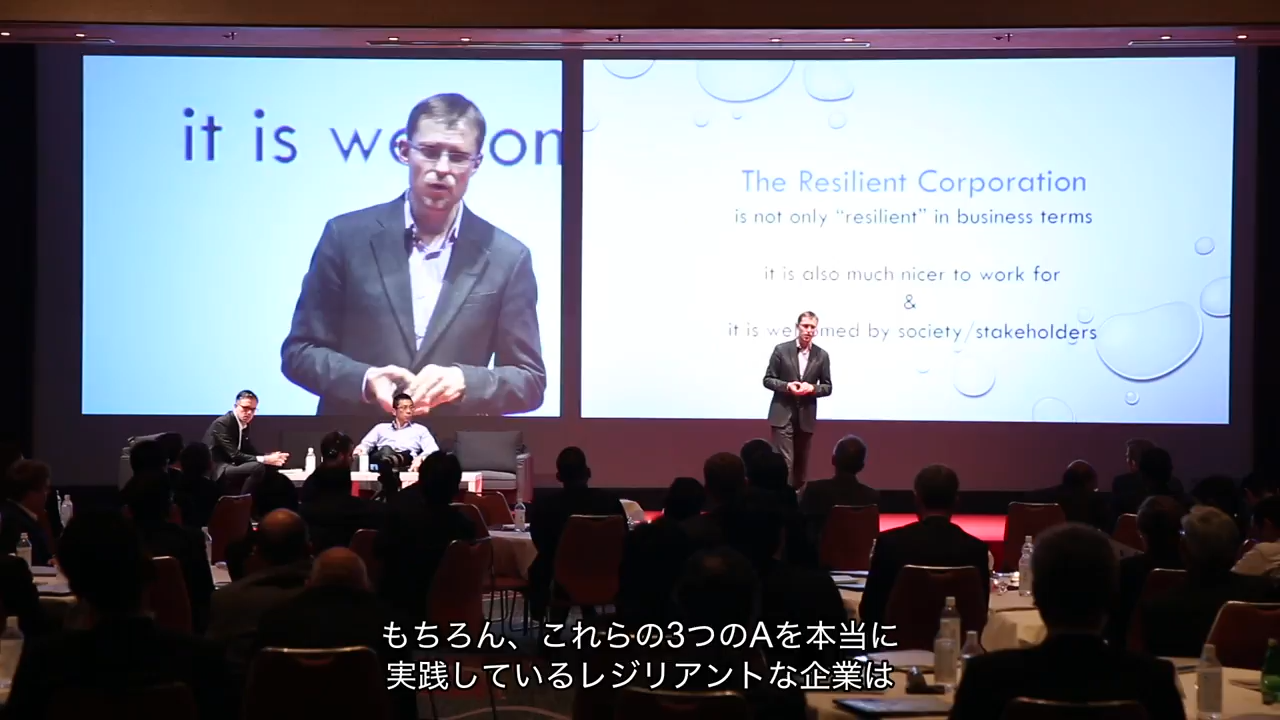 it is we
The Resilient Corporation
is not only “resilient” in business terms
it is also much nicer to work for
&
it is we med by society/stakeholders
もちろん、これらの3つのAを本当に
実践しているレジリアントな企業は